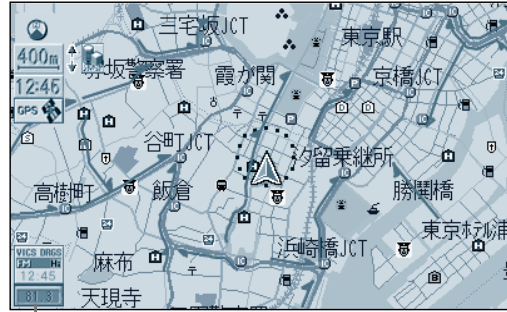 三宅坂JCT
東京駅
400m
坂警察署
霞が関
京橋JCT
12:46
GPS
谷町JCT
汐留乗継所
高樹町
飯倉
勝鬨橋
東京ホテル浦
浜崎橋JCT
VICS DRGS
FM Hi
12:45
81.3
麻布
天現寺